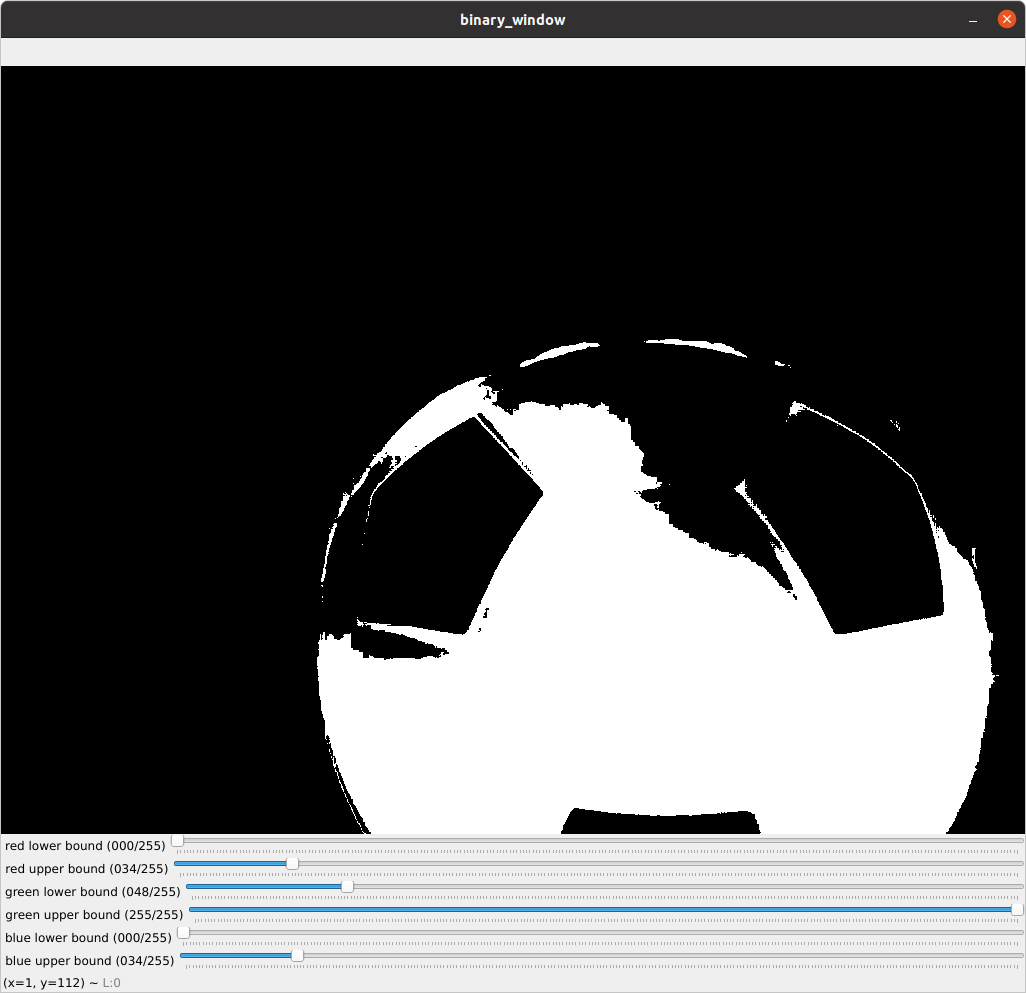 binary_window
red lower bound (000/255)
red upper bound (034/255)
green lower bound (048/255)
green upper bound (255/255)
blue lower bound (000/255)
blue upper bound (034/255)
(x=1, y=112) ~ L:0